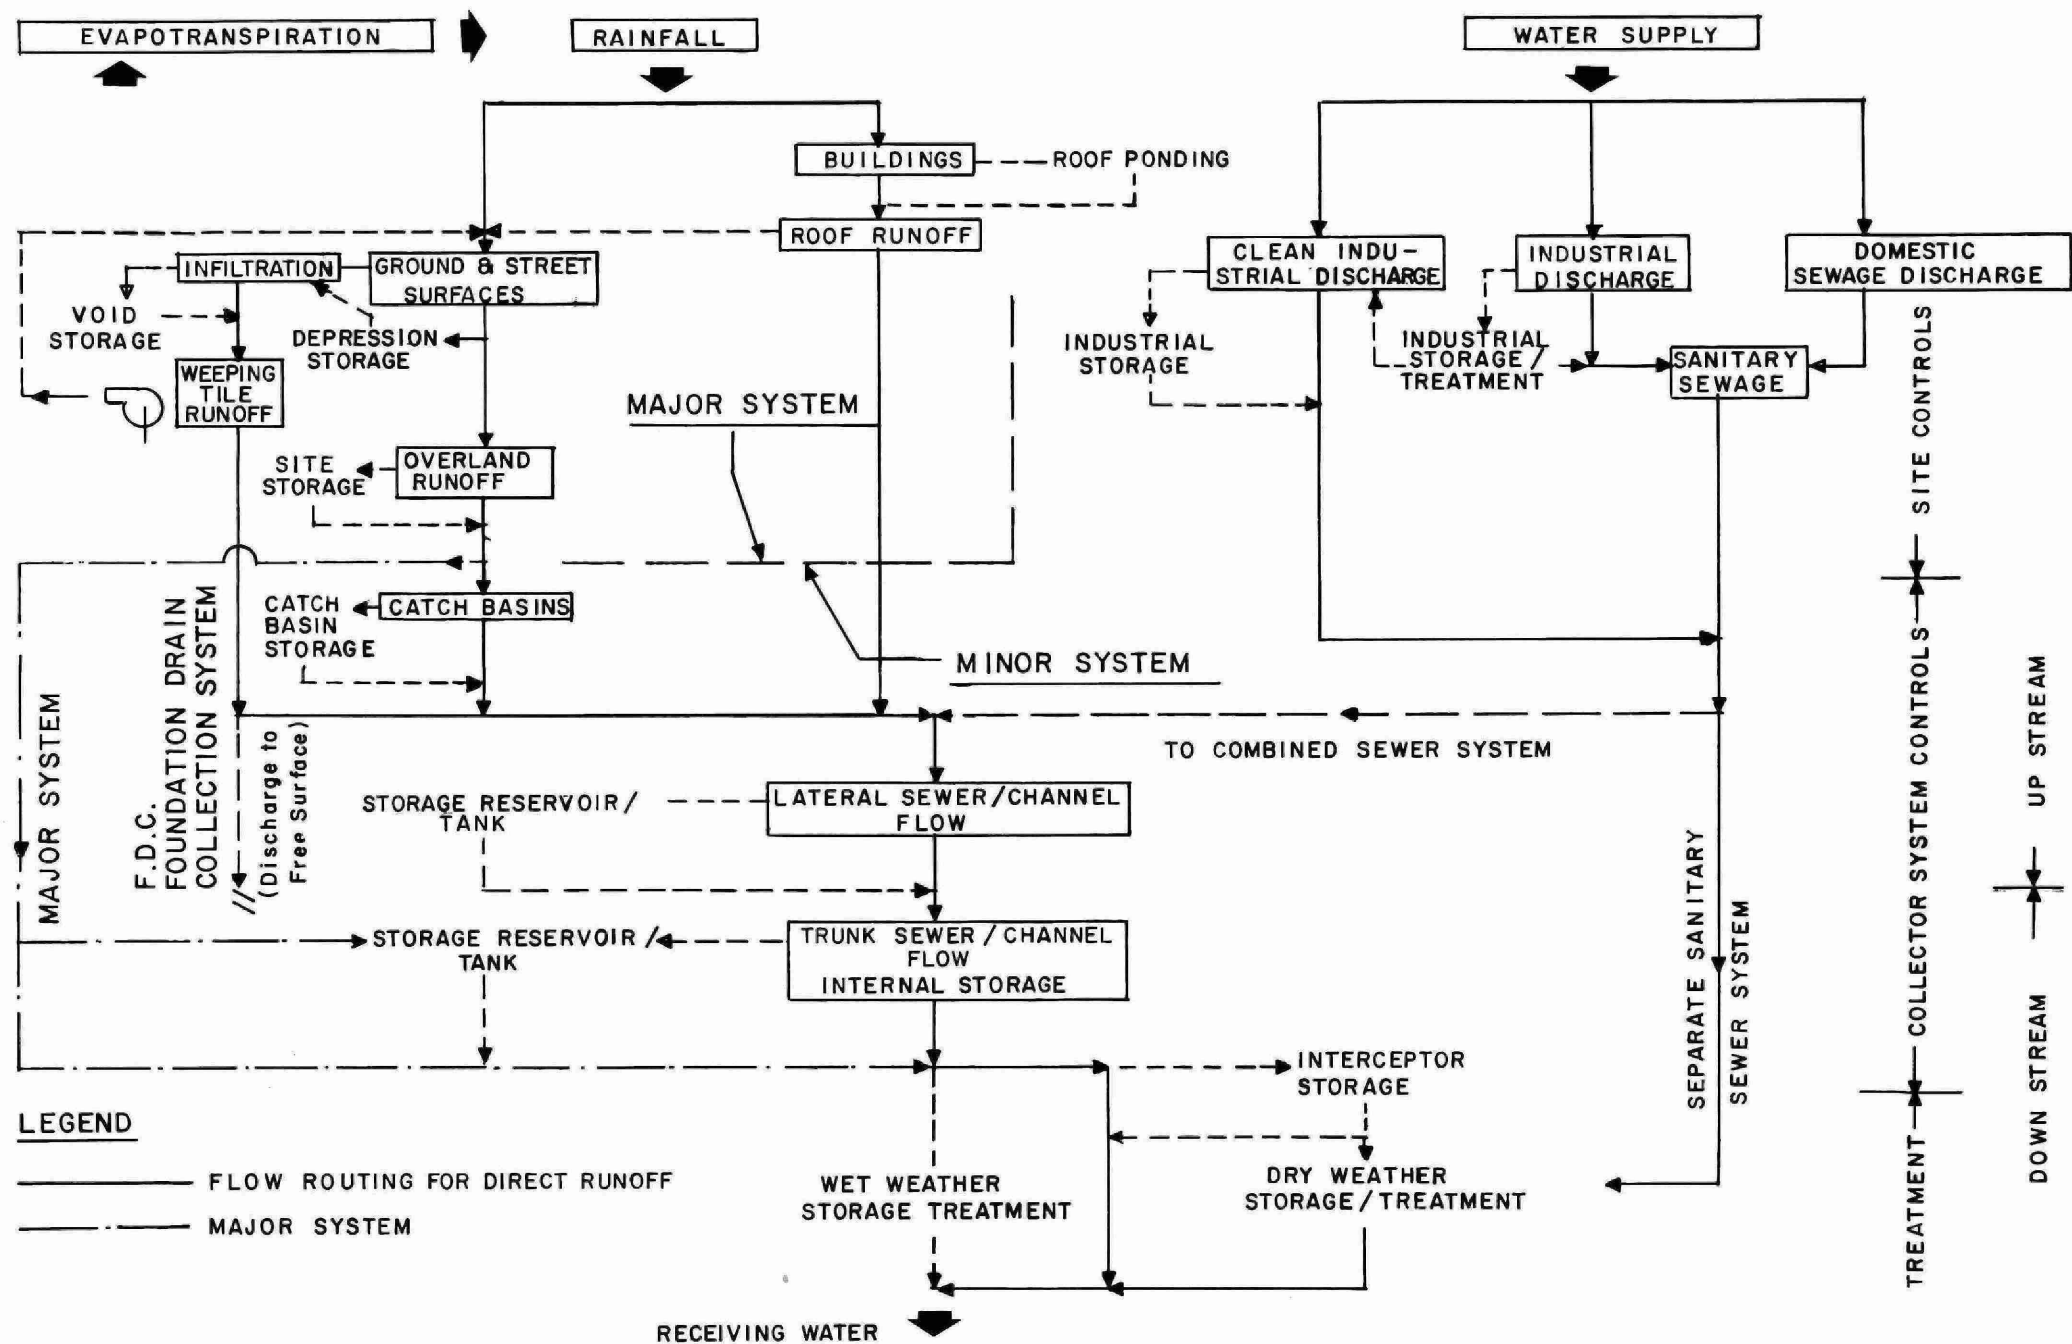 EVAPOTRANSPIRATION
RAINFALL
WATER SUPPLY
BUILDINGS
ROOF PONDING
ROOF RUNOFF
INFILTRATION
GROUND & STREET
SURFACES
CLEAN INDU-
STRIAL DISCHARGE
INDUSTRIAL
DISCHARGE
DOMESTIC
SEWAGE DISCHARGE
VOID
STORAGE
DEPRESSION
STORAGE
INDUSTRIAL
STORAGE
INDUSTRIAL
STORAGE /
TREATMENT
SANITARY
SEWAGE
WEEPING
TILE
RUNOFF
MAJOR SYSTEM
SITE
STORAGE
OVERLAND
RUNOFF
CATCH
BASIN
STORAGE
CATCH BASINS
MINOR SYSTEM
TO COMBINED SEWER SYSTEM
MAJOR SYSTEM
F.D.C.
FOUNDATION DRAIN
COLLECTION SYSTEM
(Discharge to
Free Surface)
STORAGE RESERVOIR/
TANK
LATERAL SEWER/CHANNEL
FLOW
STORAGE RESERVOIR/
TANK
TRUNK SEWER / CHANNEL
FLOW
INTERNAL STORAGE
SEPARATE SANITARY
SEWER SYSTEM
INTERCEPTOR
STORAGE
WET WEATHER
STORAGE TREATMENT
DRY WEATHER
STORAGE/TREATMENT
RECEIVING WATER
SITE CONTROLS
COLLECTOR SYSTEM CONTROLS
TREATMENT
UP STREAM
DOWN STREAM
LEGEND
FLOW ROUTING FOR DIRECT RUNOFF
MAJOR SYSTEM